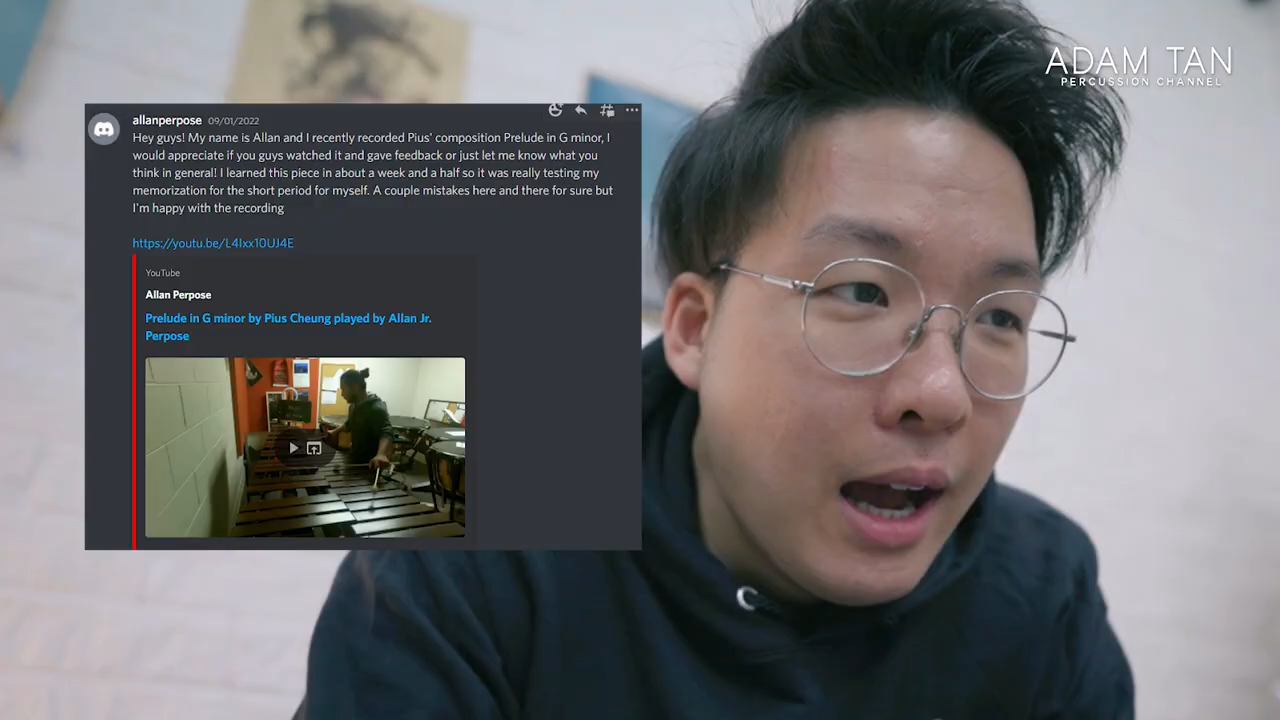 ADAM TAN
PERCUSSION CHANNEL
allanperpose 09/01/2022
Hey guys! My name is Allan and I recently recorded Pius' composition Prelude in G minor, I
would appreciate if you guys watched it and gave feedback or just let me know what you
think in general! I learned this piece in about a week and a half so it was really testing my
memorization for the short period for myself. A couple mistakes here and there for sure but
I'm happy with the recording
https://youtu.be/L4Ixx10UJ4E
YouTube
Allan Perpose
Prelude in G minor by Pius Cheung played by Allan Jr.
Perpose